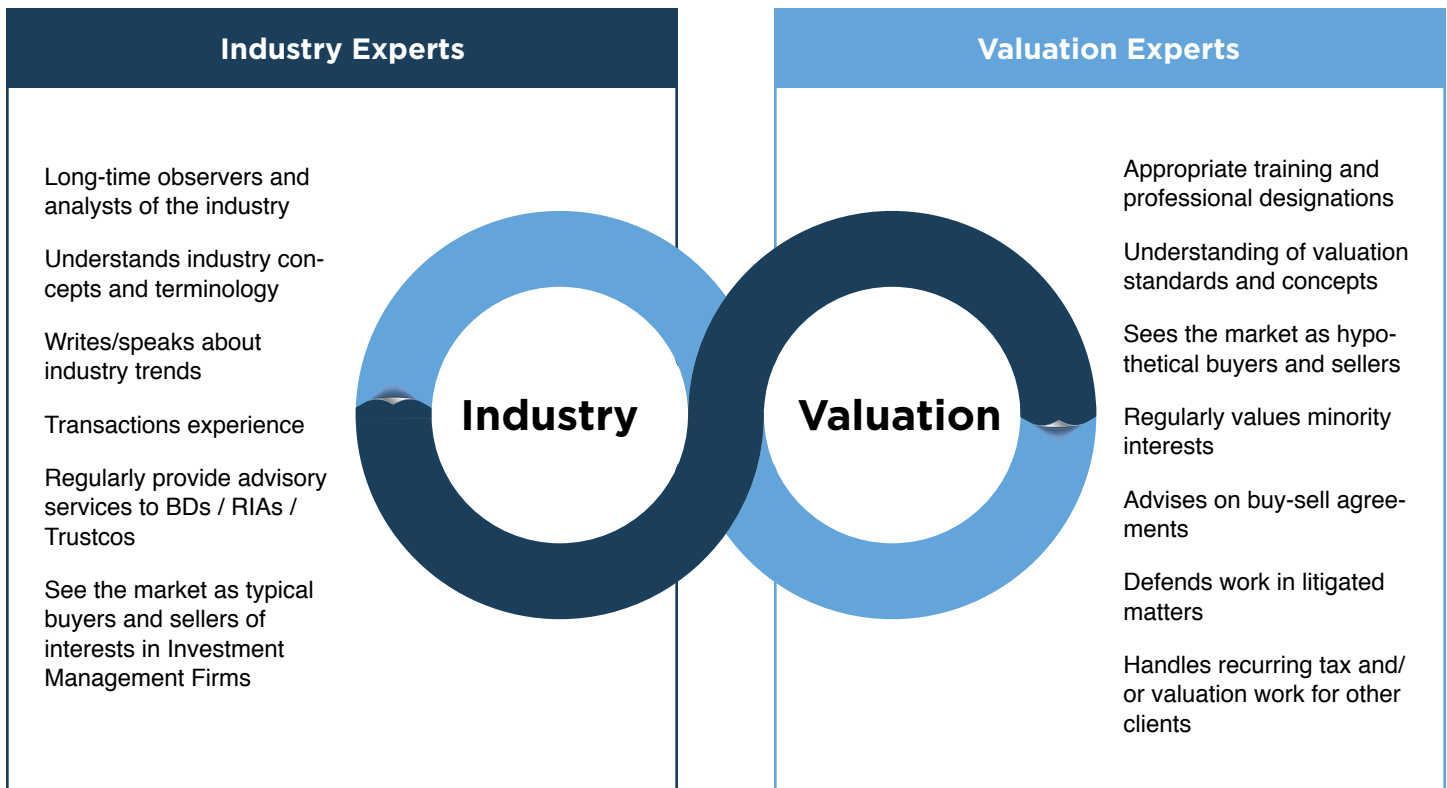 Industry Experts
Long-time observers and
analysts of the industry
Understands industry con-
cepts and terminology
Writes/speaks about
industry trends
Transactions experience
Regularly provide advisory
services to BDs / RIAs /
Trustcos
See the market as typical
buyers and sellers of
interests in Investment
Management Firms
Industry
Valuation
Valuation Experts
Appropriate training and
professional designations
Understanding of valuation
standards and concepts
Sees the market as hypo-
thetical buyers and sellers
Regularly values minority
interests
Advises on buy-sell agree-
ments
Defends work in litigated
matters
Handles recurring tax and/
or valuation work for other
clients